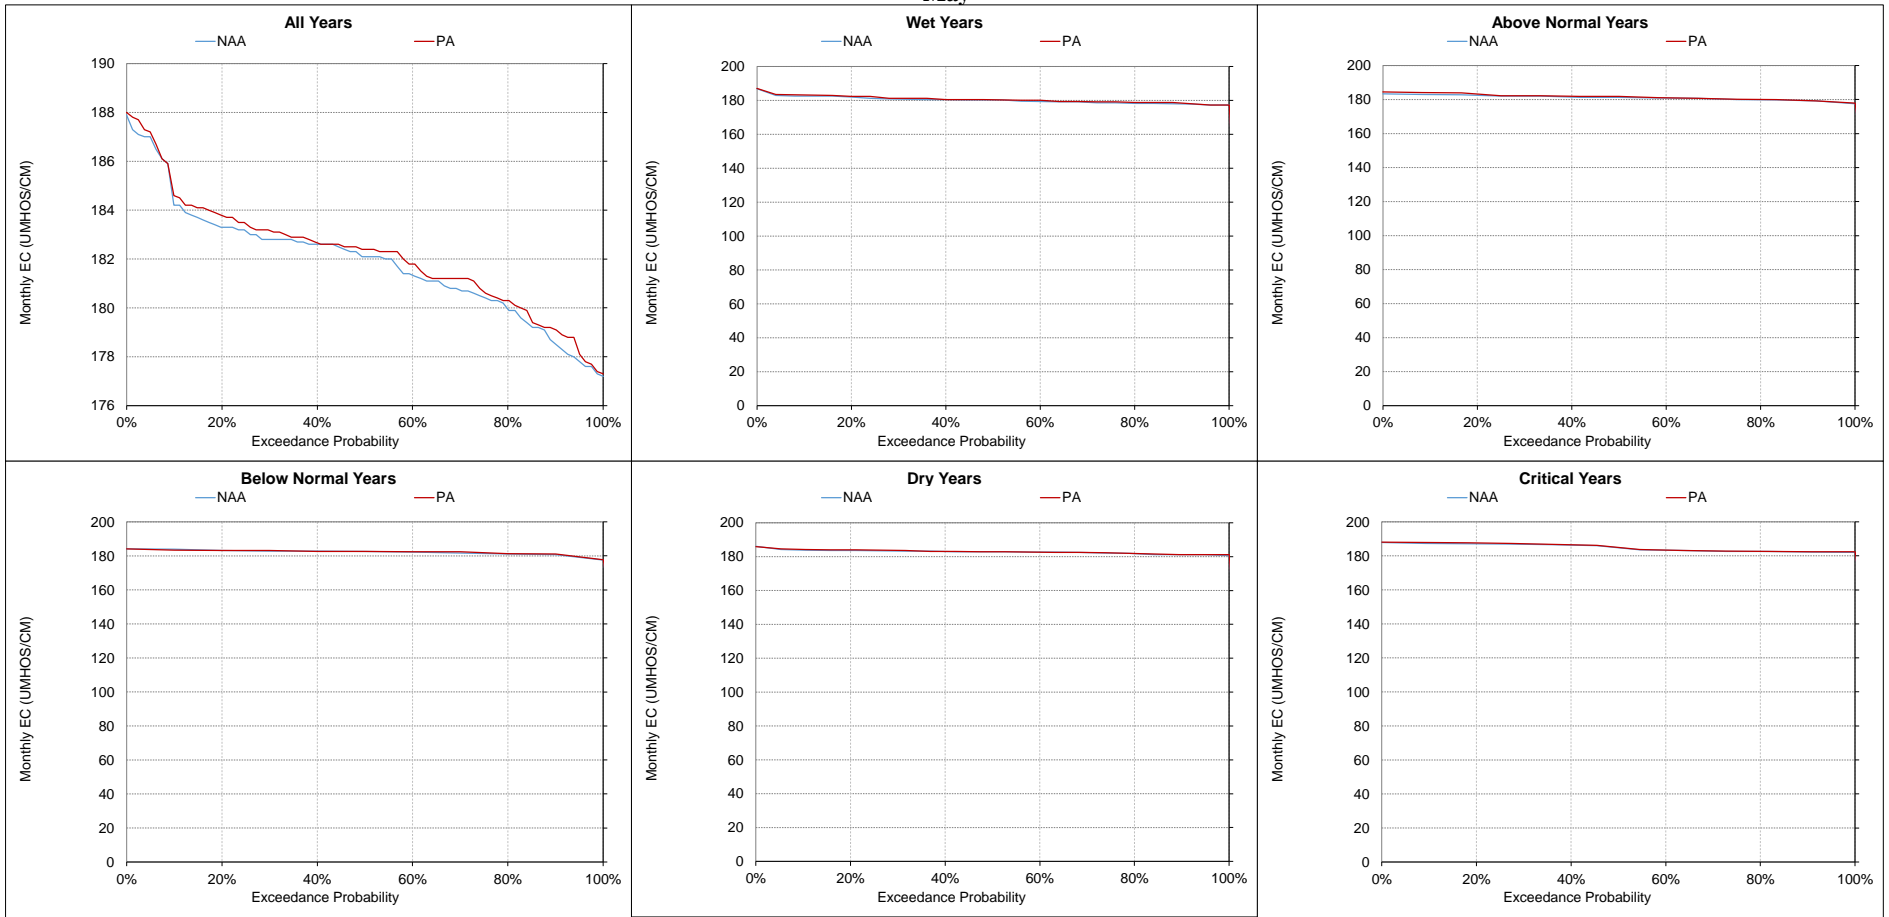 May
All Years
NAA PA
190
188
186
184
182
180
178
176
0% 20% 40% 60% 80% 100%
Monthly EC (UMHOS/CM)
Exceedance Probability
Wet Years
NAA PA
200
180
160
140
120
100
80
60
40
20
0
0% 20% 40% 60% 80% 100%
Monthly EC (UMHOS/CM)
Exceedance Probability
Above Normal Years
NAA PA
200
180
160
140
120
100
80
60
40
20
0
0% 20% 40% 60% 80% 100%
Monthly EC (UMHOS/CM)
Exceedance Probability
Below Normal Years
NAA PA
200
180
160
140
120
100
80
60
40
20
0
0% 20% 40% 60% 80% 100%
Monthly EC (UMHOS/CM)
Exceedance Probability
Dry Years
NAA PA
200
180
160
140
120
100
80
60
40
20
0
0% 20% 40% 60% 80% 100%
Monthly EC (UMHOS/CM)
Exceedance Probability
Critical Years
NAA PA
200
180
160
140
120
100
80
60
40
20
0
0% 20% 40% 60% 80% 100%
Monthly EC (UMHOS/CM)
Exceedance Probability